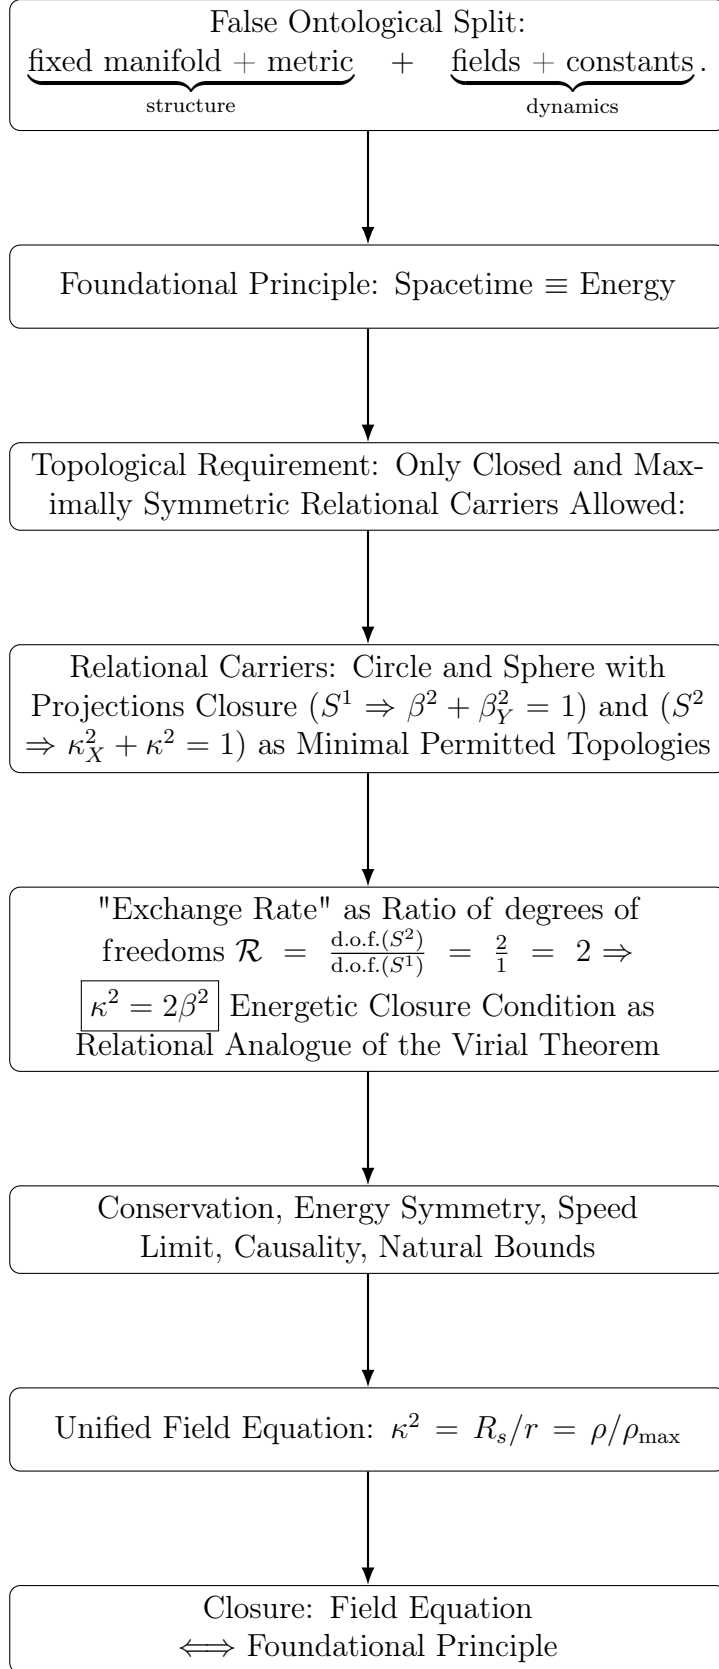 False Ontological Split:
fixed manifold + metric + fields + constants.
structure dynamics
Foundational Principle: Spacetime ≡ Energy
Topological Requirement: Only Closed and Max-
imally Symmetric Relational Carriers Allowed:
Relational Carriers: Circle and Sphere with
Projections Closure (S¹ ⇒ β² + β_Y² = 1) and (S²
⇒ κ_X² + κ² = 1) as Minimal Permitted Topologies
"Exchange Rate" as Ratio of degrees of
freedoms ℛ = d.o.f.(S²)/d.o.f.(S¹) = 2/1 = 2 ⇒
κ² = 2β² Energetic Closure Condition as
Relational Analogue of the Virial Theorem
Conservation, Energy Symmetry, Speed
Limit, Causality, Natural Bounds
Unified Field Equation: κ² = R_s/r = ρ/ρ_max
Closure: Field Equation
⟺ Foundational Principle